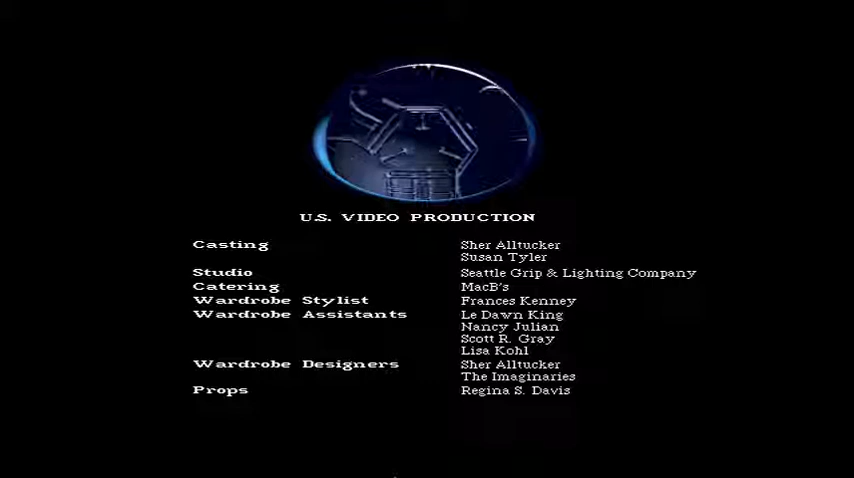 U.S. VIDEO PRODUCTION
Casting Sher Alltucker
Susan Tyler
Studio Seattle Grip & Lighting Company
Catering MacB's
Wardrobe Stylist Frances Kenney
Wardrobe Assistants Le Dawn King
Nancy Julian
Scott R. Gray
Lisa Kohl
Wardrobe Designers Sher Alltucker
The Imaginaries
Props Regina S. Davis